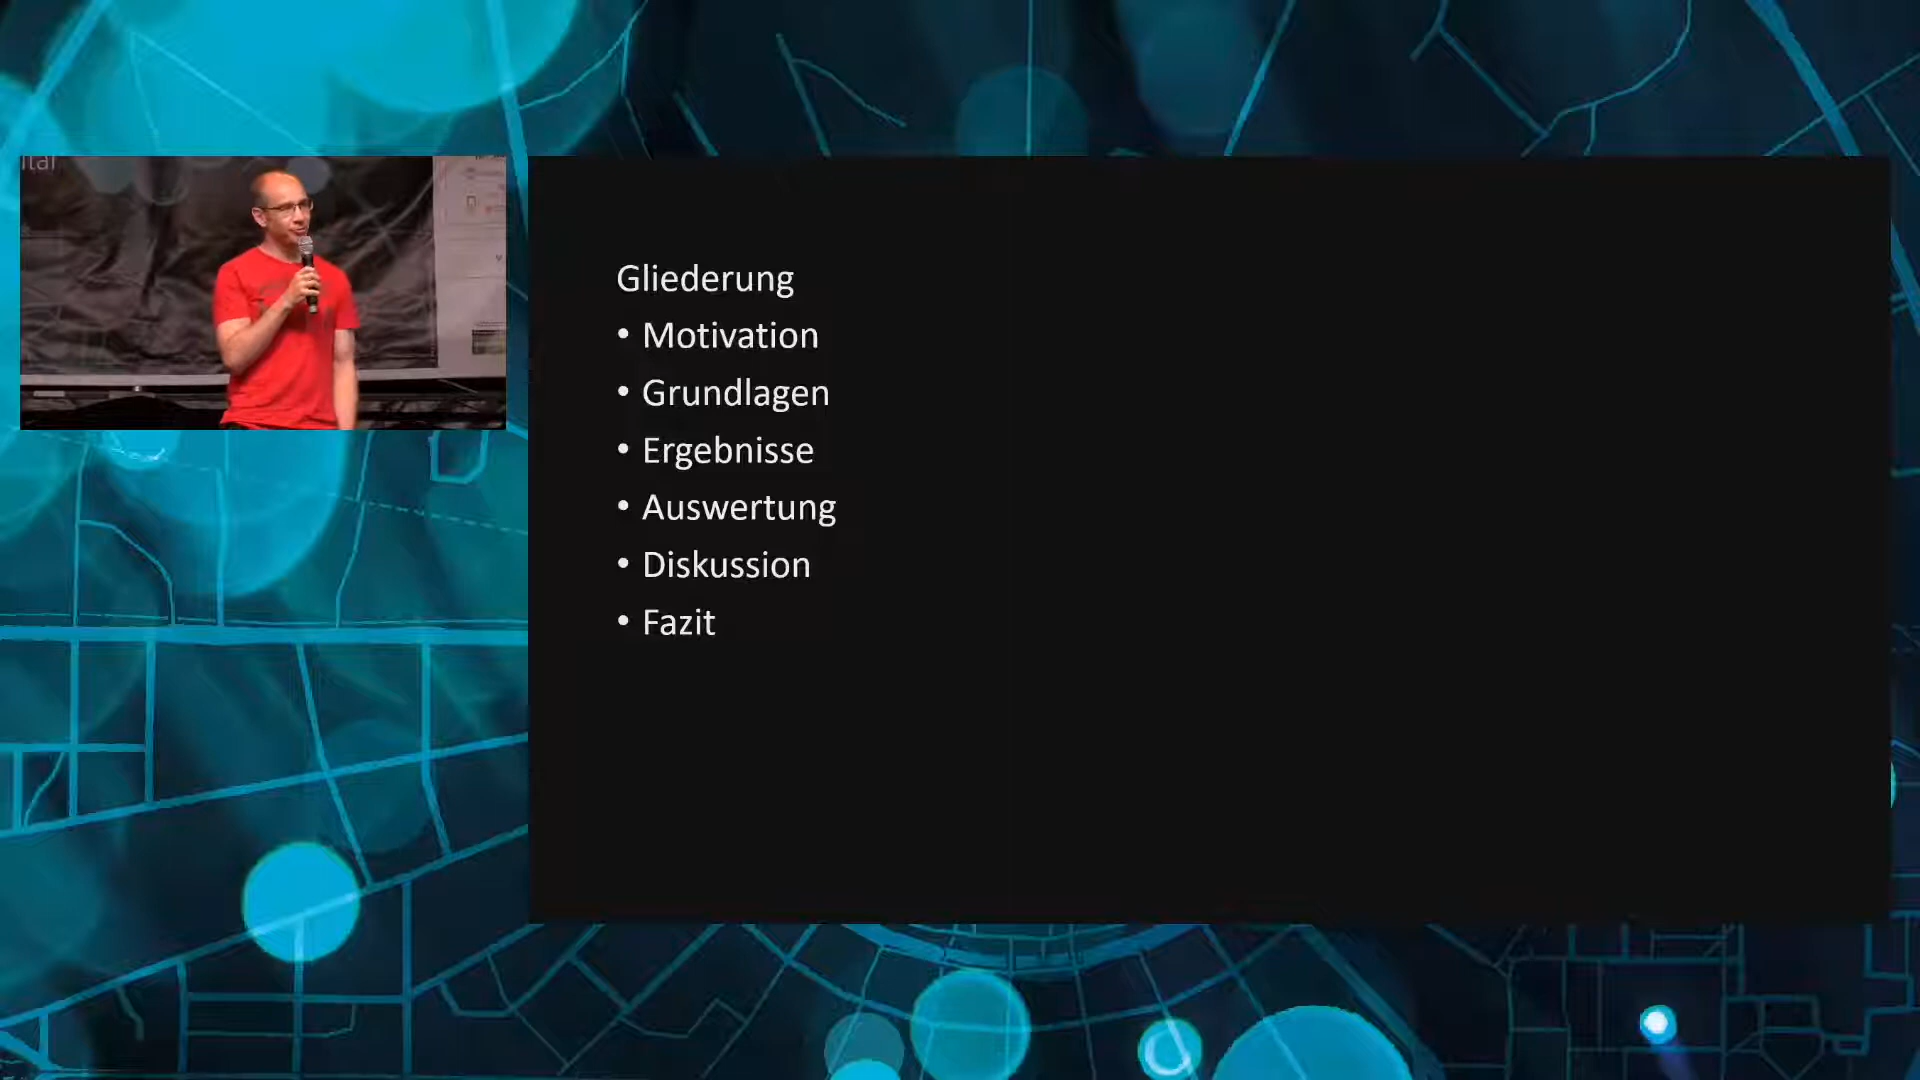 Gliederung
• Motivation
• Grundlagen
• Ergebnisse
• Auswertung
• Diskussion
• Fazit